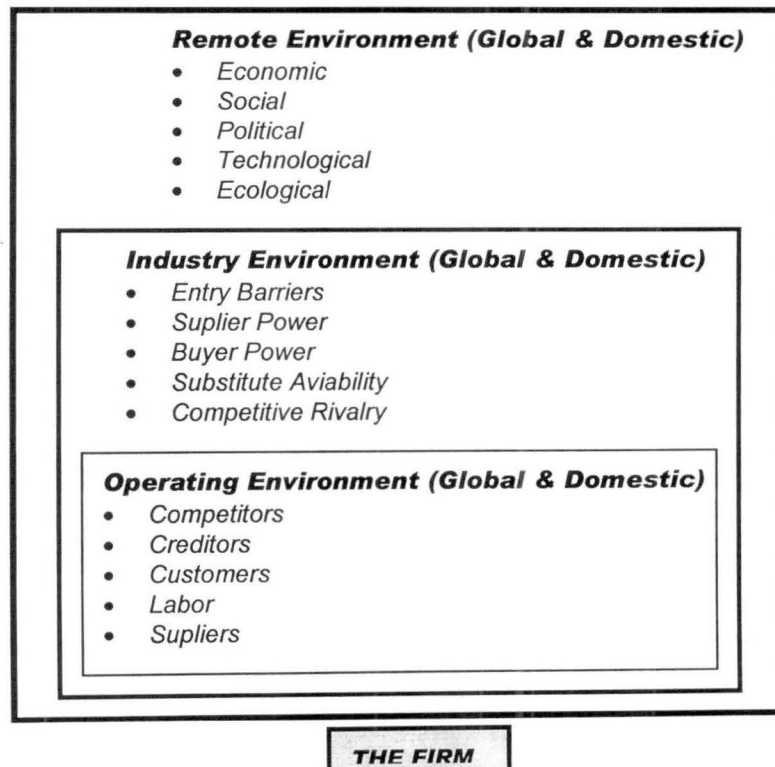 Remote Environment (Global & Domestic)
• Economic
• Social
• Political
• Technological
• Ecological
Industry Environment (Global & Domestic)
• Entry Barriers
• Suplier Power
• Buyer Power
• Substitute Aviability
• Competitive Rivalry
Operating Environment (Global & Domestic)
• Competitors
• Creditors
• Customers
• Labor
• Supliers
THE FIRM